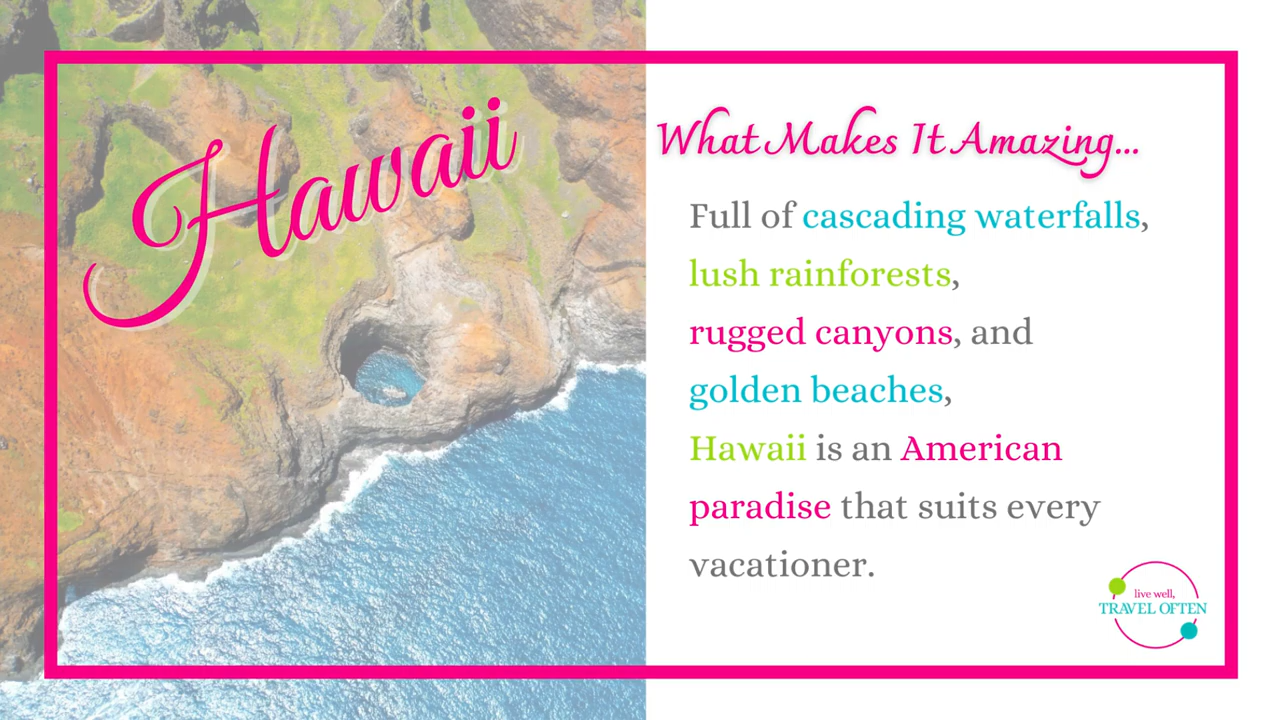 Hawaii
What Makes It Amazing...
Full of cascading waterfalls,
lush rainforests,
rugged canyons, and
golden beaches,
Hawaii is an American
paradise that suits every
vacationer.
live well,
TRAVEL OFTEN